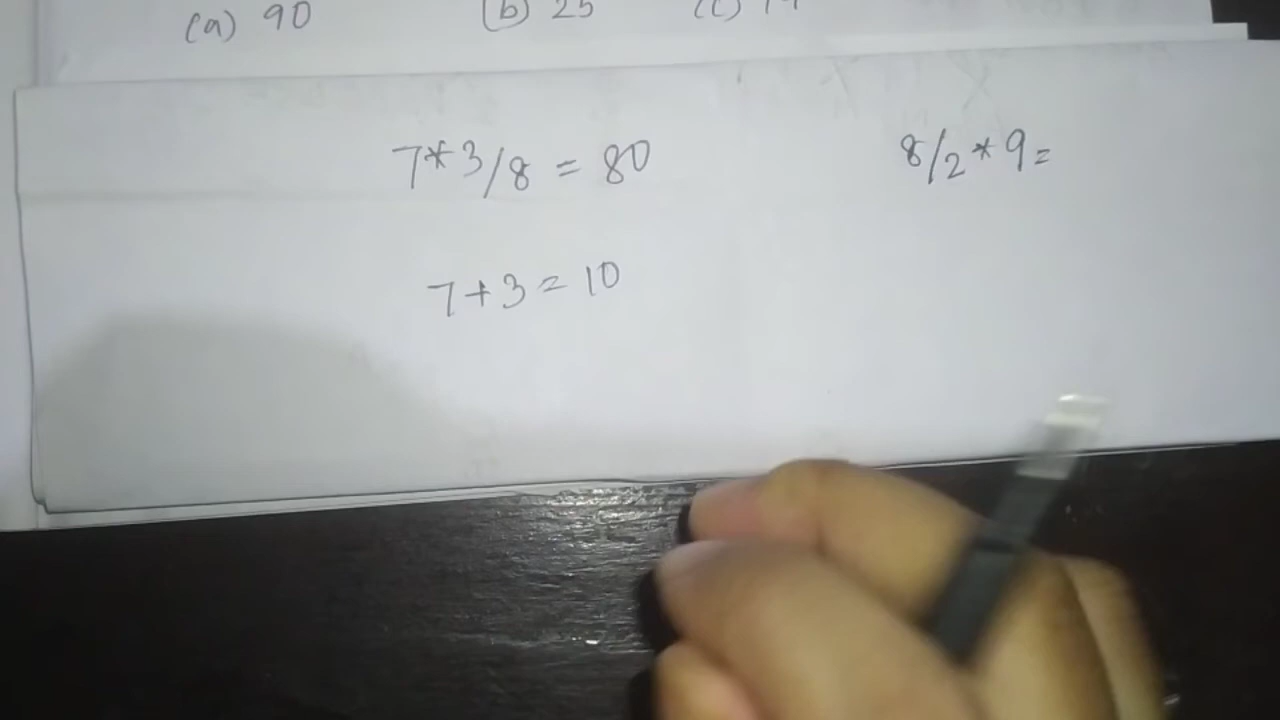 (a) 90 (b) 25 (c)
7*3/8 = 80 8/2*9=
7+3=10